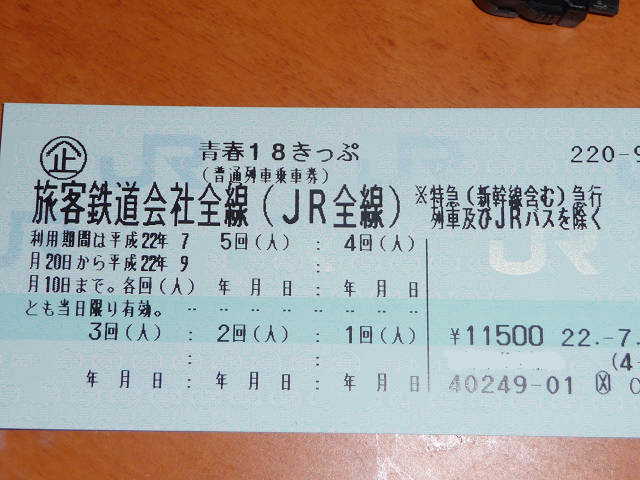 企 青春18きっぷ 220-9
(普通列車乗車券)
旅客鉄道会社全線(JR全線) ※特急(新幹線含む)急行
列車及びJRバスを除く
利用期間は平成22年7 5回(人) : 4回(人)
月20日から平成22年9 :
月10日まで。各回(人) 年 月 日 : 年 月 日
とも当日限り有効。
3回(人) : 2回(人) : 1回(人) ¥11500 22.-7.
: : (4-
年 月 日 : 年 月 日 : 年 月 日 40249-01